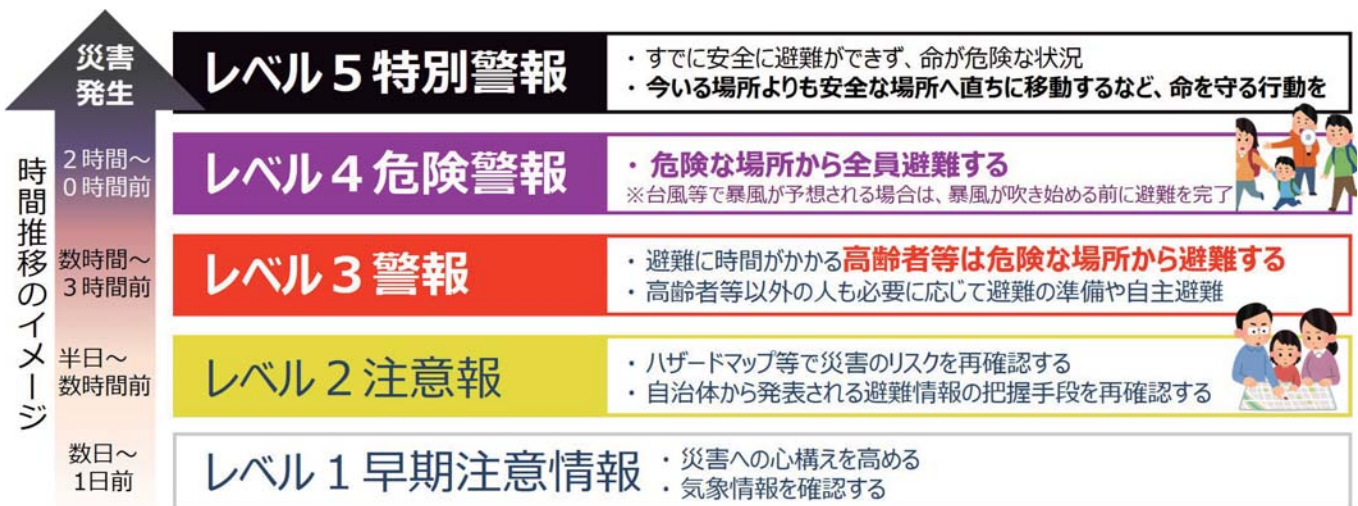 災害
発生
レベル５特別警報
・すでに安全に避難ができず、命が危険な状況
・今いる場所よりも安全な場所へ直ちに移動するなど、命を守る行動を
時間推移のイメージ
２時間～
０時間前
レベル４危険警報
・危険な場所から全員避難する
※台風等で暴風が予想される場合は、暴風が吹き始める前に避難を完了
数時間～
３時間前
レベル３警報
・避難に時間がかかる高齢者等は危険な場所から避難する
・高齢者等以外の人も必要に応じて避難の準備や自主避難
半日～
数時間前
レベル２注意報
・ハザードマップ等で災害のリスクを再確認する
・自治体から発表される避難情報の把握手段を再確認する
数日～
1日前
レベル１早期注意情報
・災害への心構えを高める
・気象情報を確認する